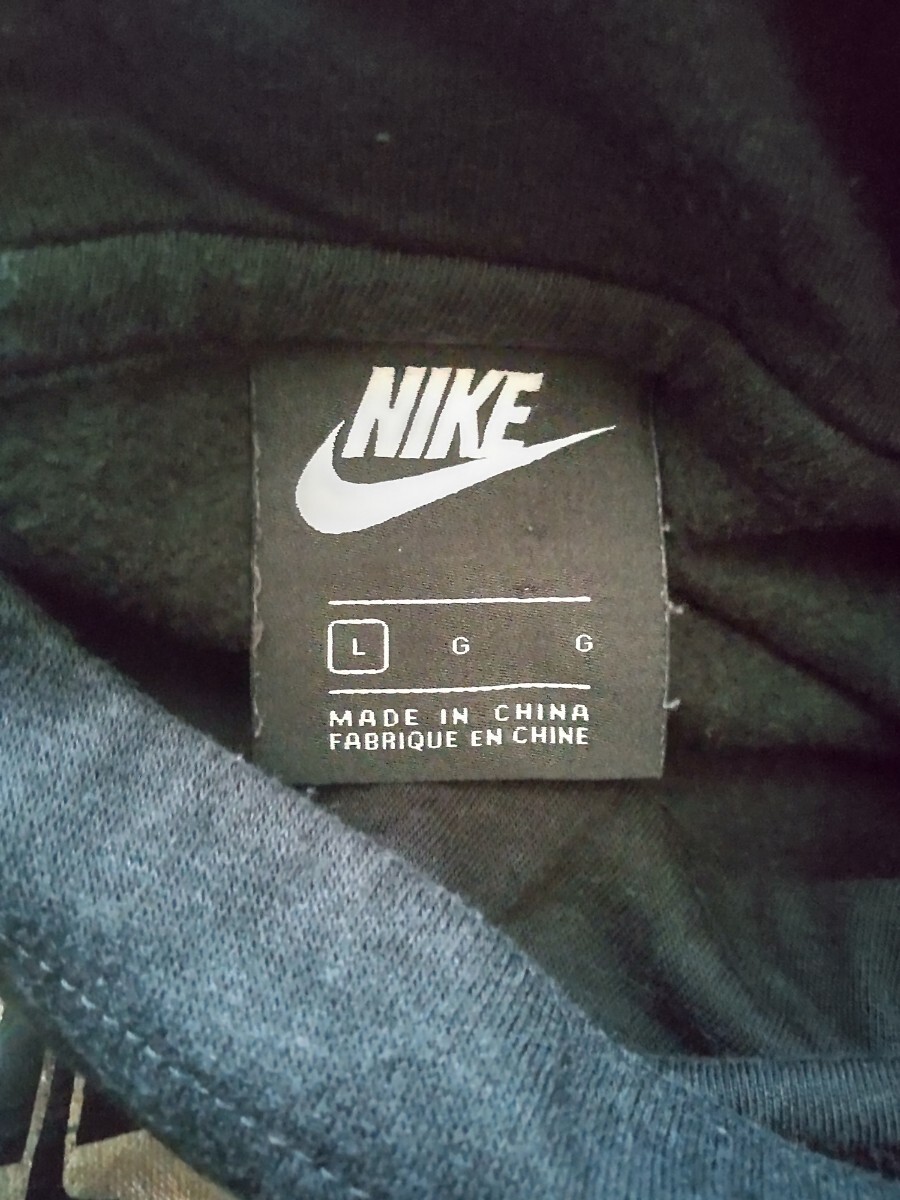 NIKE
L G G
MADE IN CHINA
FABRIQUE EN CHINE